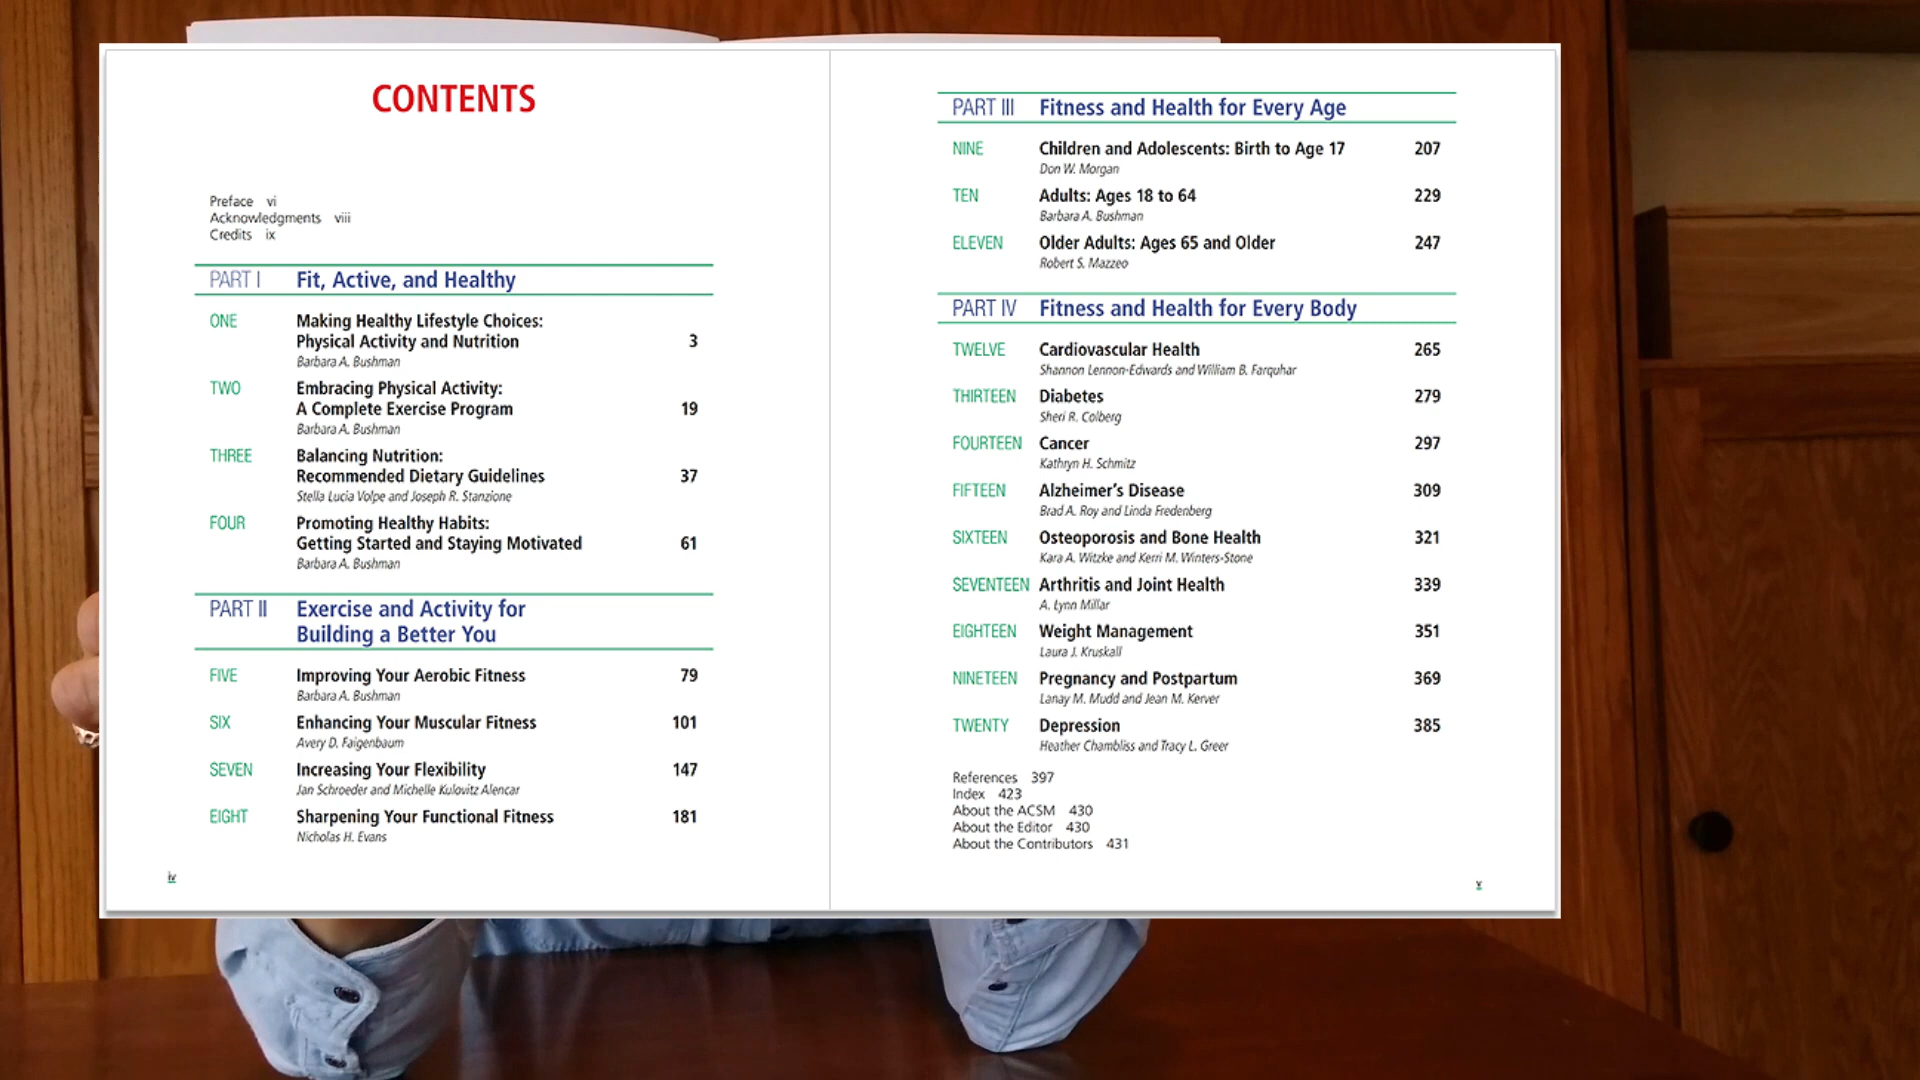 CONTENTS
Preface vi
Acknowledgments viii
Credits ix
PART I Fit, Active, and Healthy
ONE Making Healthy Lifestyle Choices:
Physical Activity and Nutrition 3
Barbara A. Bushman
TWO Embracing Physical Activity:
A Complete Exercise Program 19
Barbara A. Bushman
THREE Balancing Nutrition:
Recommended Dietary Guidelines 37
Stella Lucia Volpe and Joseph R. Stanzione
FOUR Promoting Healthy Habits:
Getting Started and Staying Motivated 61
Barbara A. Bushman
PART II Exercise and Activity for
Building a Better You
FIVE Improving Your Aerobic Fitness 79
Barbara A. Bushman
SIX Enhancing Your Muscular Fitness 101
Avery D. Faigenbaum
SEVEN Increasing Your Flexibility 147
Jan Schroeder and Michelle Kulovitz Alencar
EIGHT Sharpening Your Functional Fitness 181
Nicholas H. Evans
iv
PART III Fitness and Health for Every Age
NINE Children and Adolescents: Birth to Age 17 207
Don W. Morgan
TEN Adults: Ages 18 to 64 229
Barbara A. Bushman
ELEVEN Older Adults: Ages 65 and Older 247
Robert S. Mazzeo
PART IV Fitness and Health for Every Body
TWELVE Cardiovascular Health 265
Shannon Lennon-Edwards and William B. Farquhar
THIRTEEN Diabetes 279
Sheri R. Colberg
FOURTEEN Cancer 297
Kathryn H. Schmitz
FIFTEEN Alzheimer's Disease 309
Brad A. Roy and Linda Fredenberg
SIXTEEN Osteoporosis and Bone Health 321
Kara A. Witzke and Kerri M. Winters-Stone
SEVENTEEN Arthritis and Joint Health 339
A. Lynn Millar
EIGHTEEN Weight Management 351
Laura J. Kruskall
NINETEEN Pregnancy and Postpartum 369
Lanay M. Mudd and Jean M. Kerver
TWENTY Depression 385
Heather Chambliss and Tracy L. Greer
References 397
Index 423
About the ACSM 430
About the Editor 430
About the Contributors 431
v